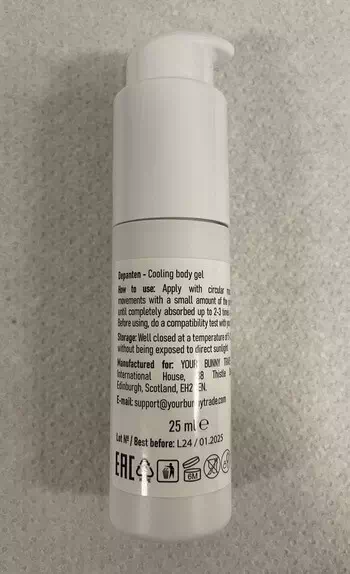 Depanten - Cooling body gel
How to use: Apply with circular
movements with a small amount of the
until completely absorbed up to 2-3
Before using, do a compatibility test with
Storage: Well closed at a temperature of
without being exposed to direct sunlight.
Manufactured for: YOUR BUNNY
International House, Thistle
Edinburgh, Scotland, EH2
E-mail: support@yourbunnytrade.com
25 ml ℮
Lot № / Best before: L24 / 01.2025
EAC 6M